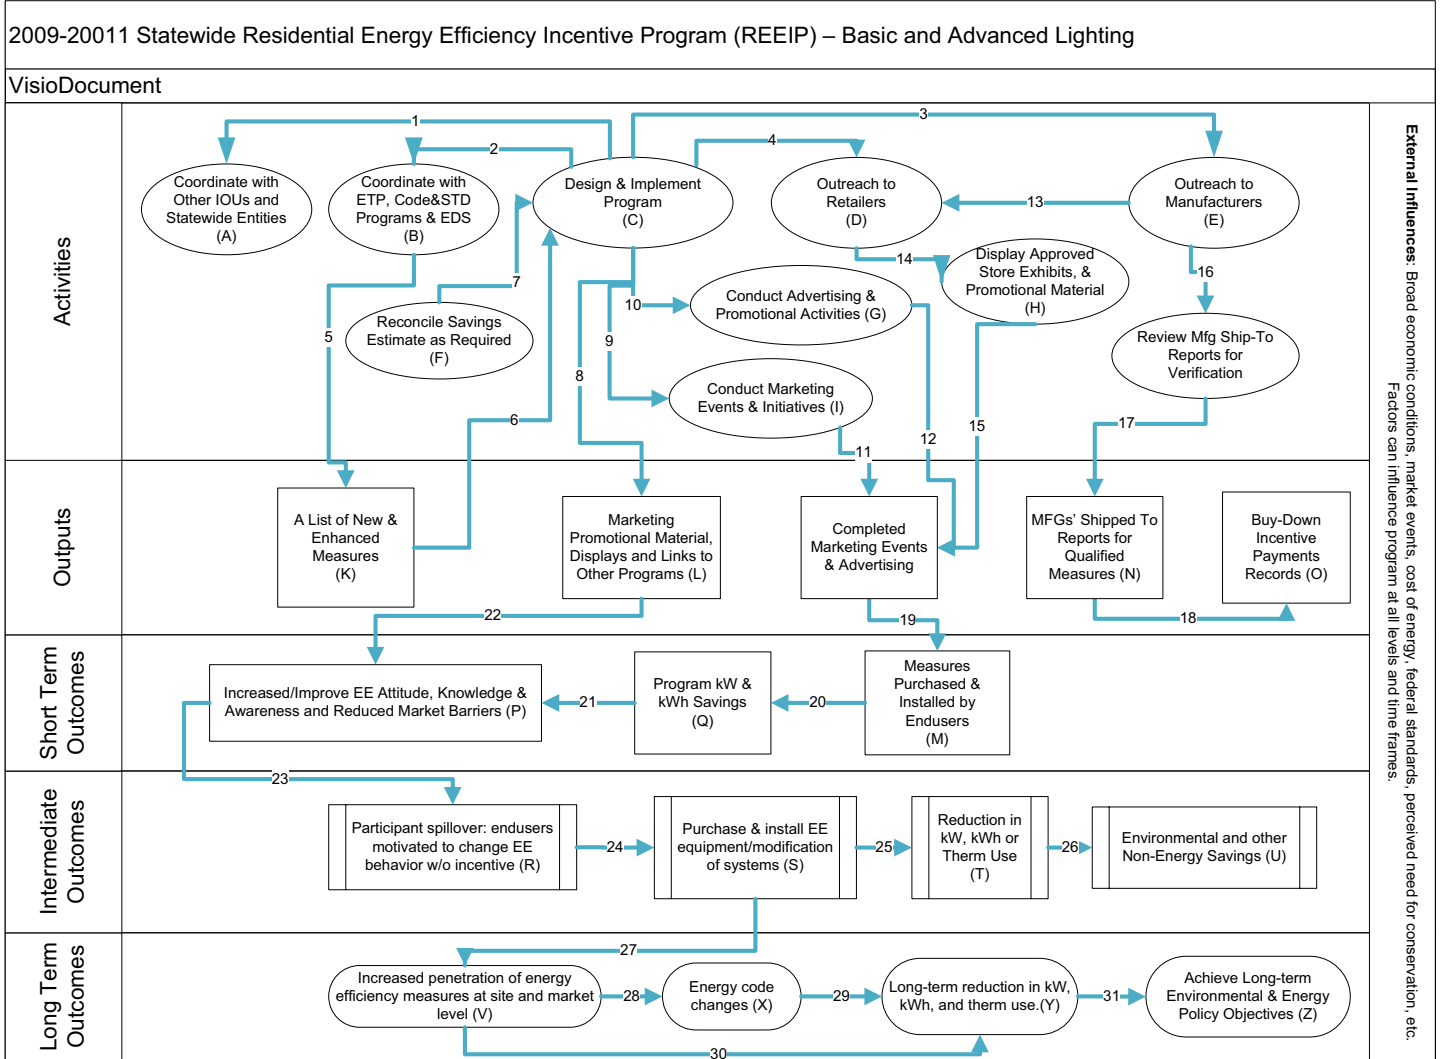 2009-20011 Statewide Residential Energy Efficiency Incentive Program (REEIP) – Basic and Advanced Lighting
VisioDocument
Activities
1
2
3
4
Coordinate with
Other IOUs and
Statewide Entities
(A)
Coordinate with
ETP, Code&STD
Programs & EDS
(B)
Design & Implement
Program
(C)
Outreach to
Retailers
(D)
13
Outreach to
Manufacturers
(E)
5
7
Reconcile Savings
Estimate as Required
(F)
6
8
9
10
Conduct Advertising &
Promotional Activities (G)
14
Display Approved
Store Exhibits, &
Promotional Material
(H)
16
Review Mfg Ship-To
Reports for
Verification
Conduct Marketing
Events & Initiatives (I)
11
12
15
17
Outputs
A List of New &
Enhanced
Measures
(K)
Marketing
Promotional Material,
Displays and Links to
Other Programs (L)
Completed
Marketing Events
& Advertising
MFGs' Shipped To
Reports for
Qualified
Measures (N)
Buy-Down
Incentive
Payments
Records (O)
22
19
18
Short Term
Outcomes
Increased/Improve EE Attitude, Knowledge &
Awareness and Reduced Market Barriers (P)
21
Program kW &
kWh Savings
(Q)
20
Measures
Purchased &
Installed by
Endusers
(M)
23
Intermediate
Outcomes
Participant spillover: endusers
motivated to change EE
behavior w/o incentive (R)
24
Purchase & install EE
equipment/modification
of systems (S)
25
Reduction in
kW, kWh or
Therm Use
(T)
26
Environmental and other
Non-Energy Savings (U)
27
Long Term
Outcomes
Increased penetration of energy
efficiency measures at site and market
level (V)
28
Energy code
changes (X)
29
Long-term reduction in kW,
kWh, and therm use.(Y)
31
Achieve Long-term
Environmental & Energy
Policy Objectives (Z)
30
External Influences: Broad economic conditions, market events, cost of energy, federal standards, perceived need for conservation, etc.
Factors can influence program at all levels and time frames.